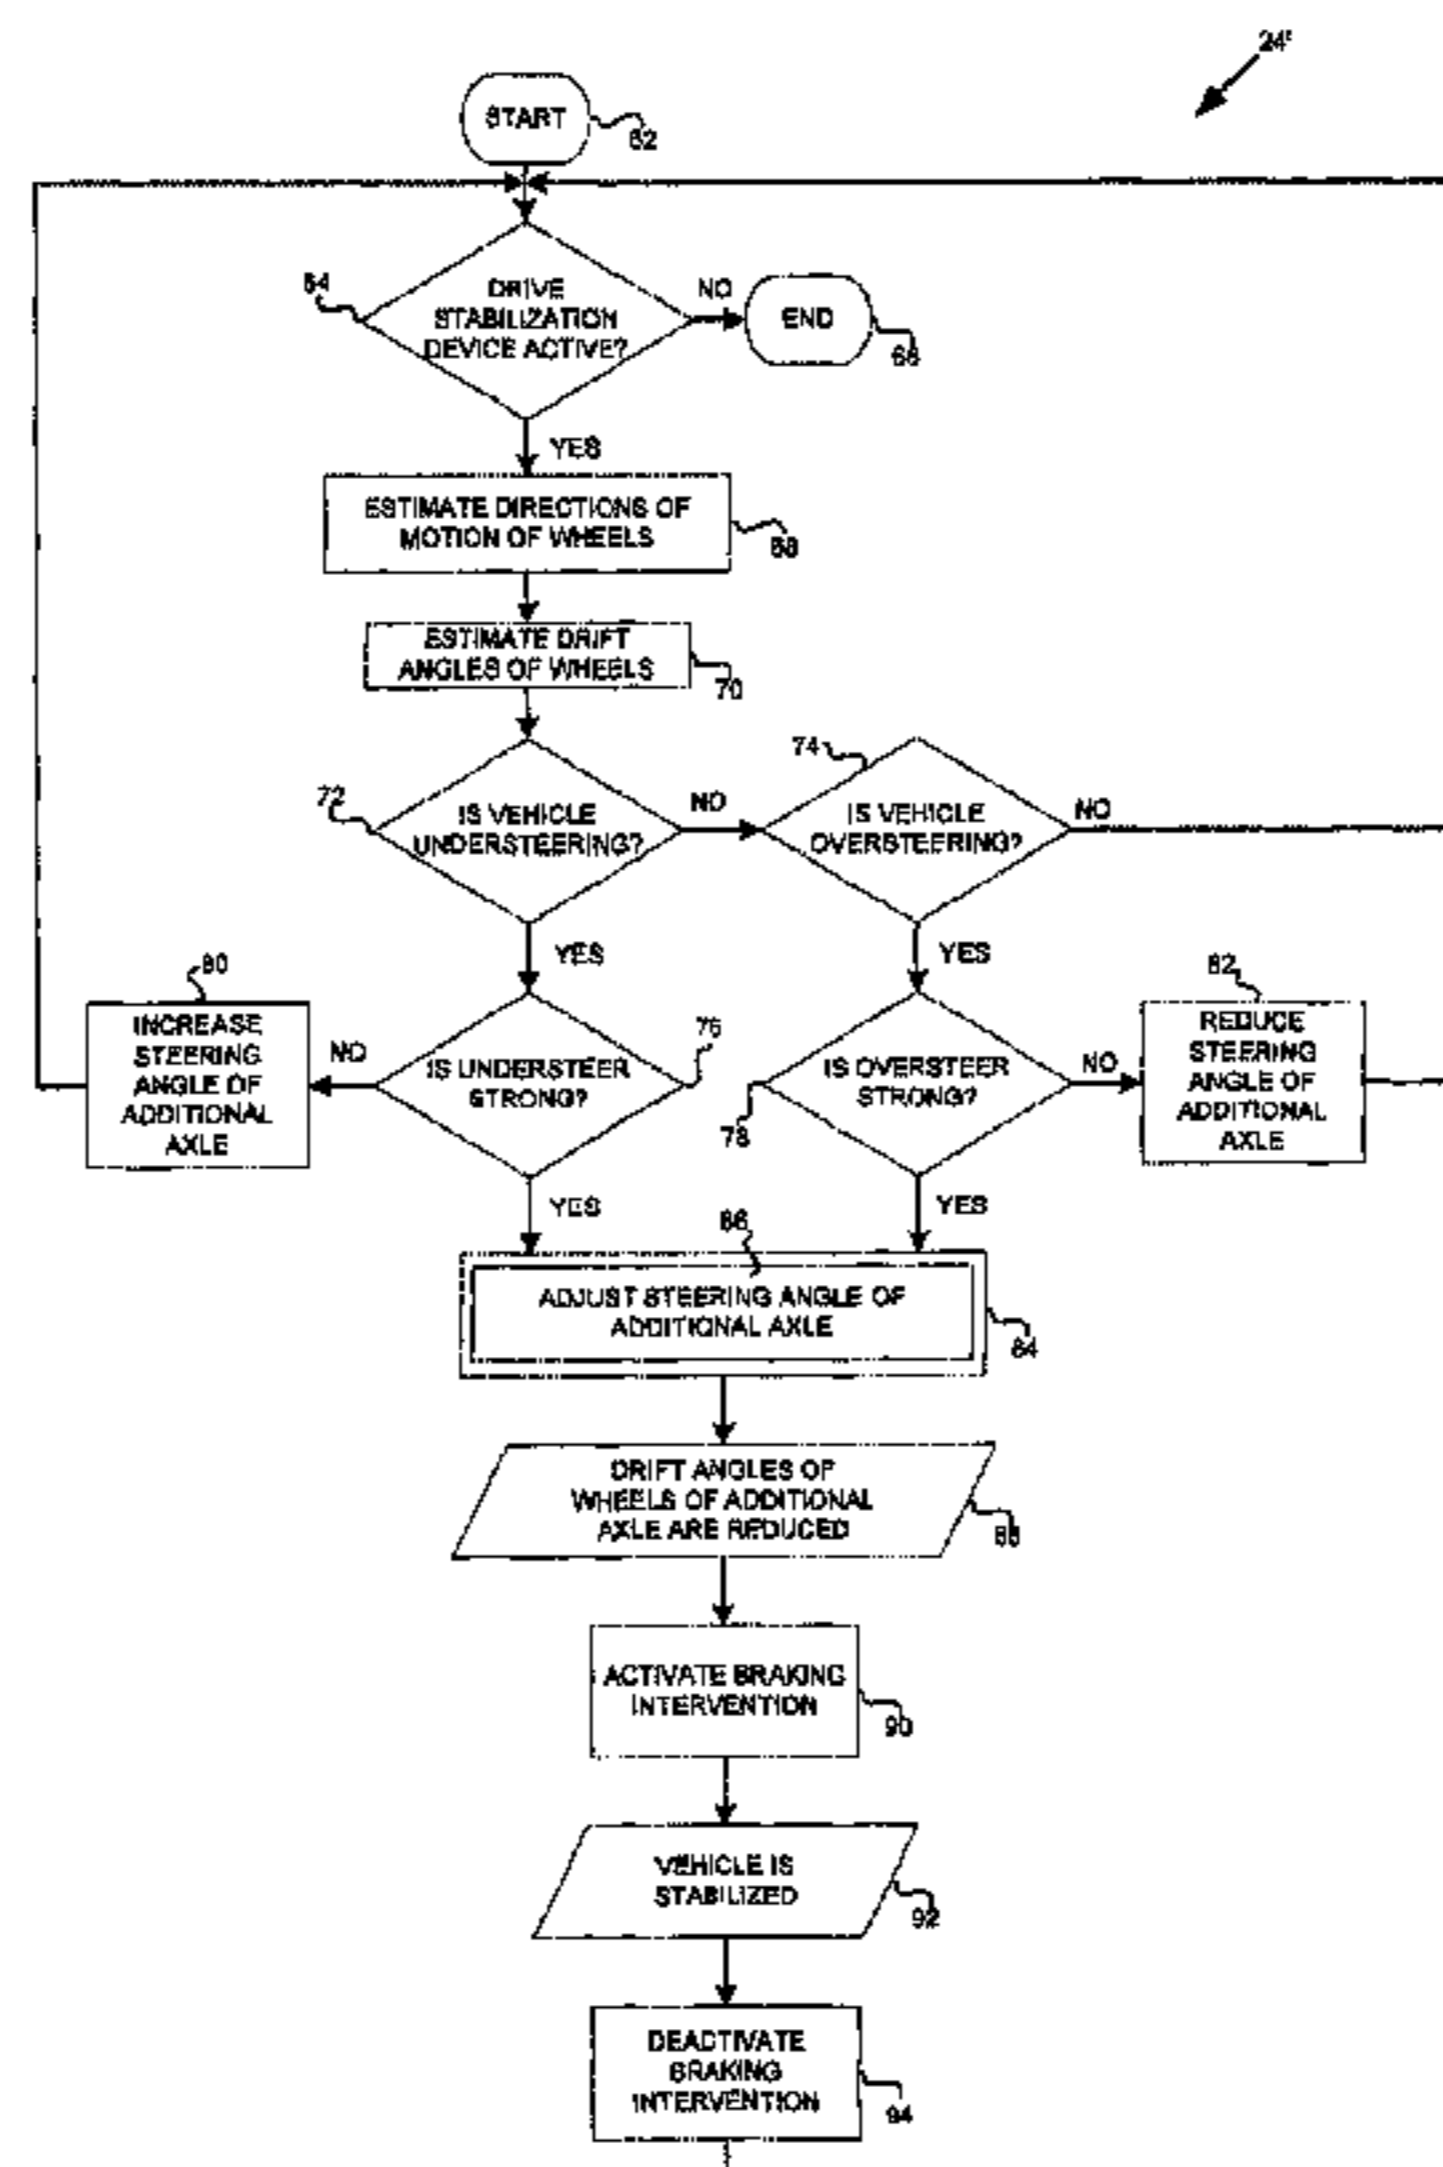 24'
START
62
64
DRIVE
STABILIZATION
DEVICE ACTIVE?
NO
END
66
YES
ESTIMATE DIRECTIONS OF
MOTION OF WHEELS
68
ESTIMATE DRIFT
ANGLES OF WHEELS
70
72
IS VEHICLE
UNDERSTEERING?
NO
74
IS VEHICLE
OVERSTEERING?
NO
YES
YES
80
INCREASE
STEERING
ANGLE OF
ADDITIONAL
AXLE
NO
IS UNDERSTEER
STRONG?
76
IS OVERSTEER
STRONG?
78
NO
82
REDUCE
STEERING
ANGLE OF
ADDITIONAL
AXLE
YES
YES
86
ADJUST STEERING ANGLE OF
ADDITIONAL AXLE
84
DRIFT ANGLES OF
WHEELS OF ADDITIONAL
AXLE ARE REDUCED
88
ACTIVATE BRAKING
INTERVENTION
90
VEHICLE IS
STABILIZED
92
DEACTIVATE
BRAKING
INTERVENTION
94